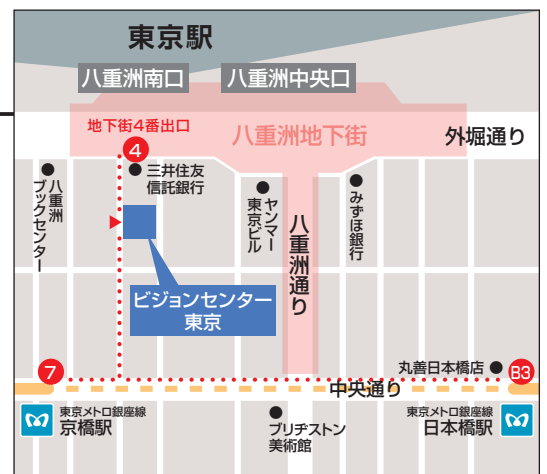 東京駅
八重洲南口
八重洲中央口
地下街4番出口
八重洲地下街
外堀通り
4
三井住友
信託銀行
八重洲
ブックセンター
ヤンマー
東京ビル
八重洲通り
みずほ銀行
ビジョンセンター
東京
7
丸善日本橋店
B3
中央通り
東京メトロ銀座線
京橋駅
ブリヂストン
美術館
東京メトロ銀座線
日本橋駅